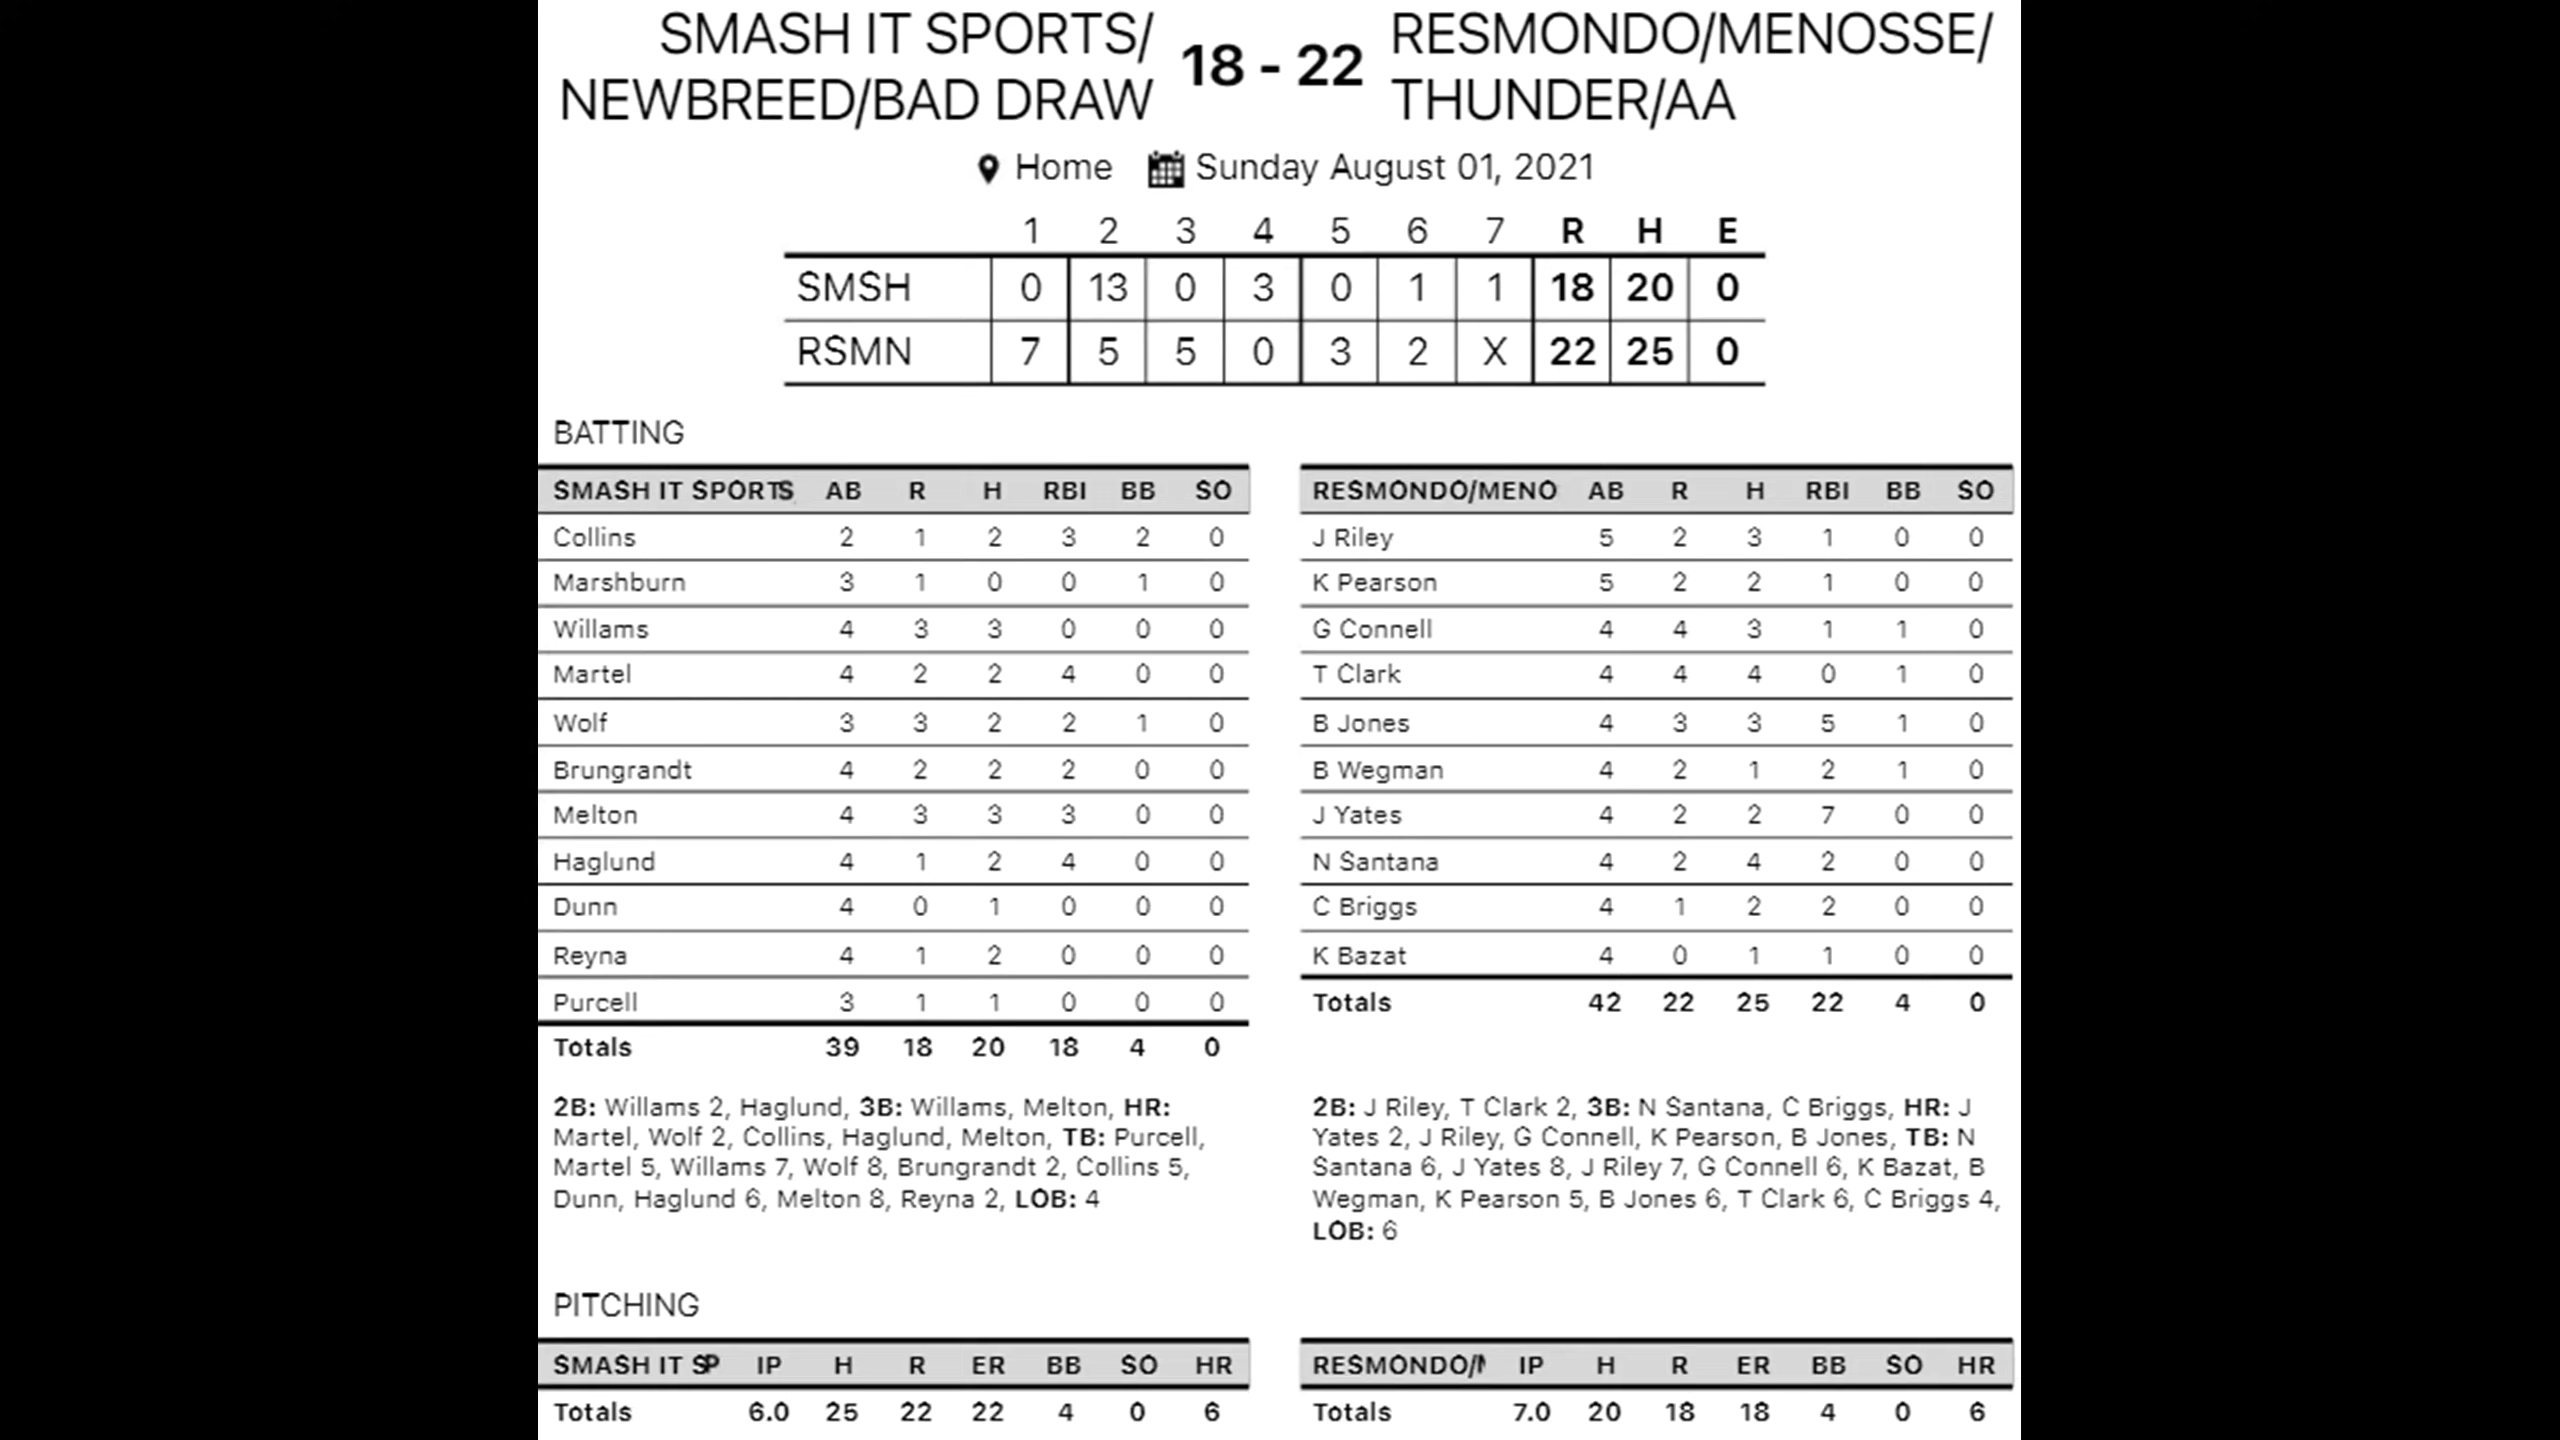 SMASH IT SPORTS/
NEWBREED/BAD DRAW
18 - 22
RESMONDO/MENOSSE/
THUNDER/AA
Home Sunday August 01, 2021
1 2 3 4 5 6 7 R H E
SMSH 0 13 0 3 0 1 1 18 20 0
RSMN 7 5 5 0 3 2 X 22 25 0
BATTING
SMASH IT SPORTS AB R H RBI BB SO
Collins 2 1 2 3 2 0
Marshburn 3 1 0 0 1 0
Willams 4 3 3 0 0 0
Martel 4 2 2 4 0 0
Wolf 3 3 2 2 1 0
Brungrandt 4 2 2 2 0 0
Melton 4 3 3 3 0 0
Haglund 4 1 2 4 0 0
Dunn 4 0 1 0 0 0
Reyna 4 1 2 0 0 0
Purcell 3 1 1 0 0 0
Totals 39 18 20 18 4 0
2B: Willams 2, Haglund, 3B: Willams, Melton, HR:
Martel, Wolf 2, Collins, Haglund, Melton, TB: Purcell,
Martel 5, Willams 7, Wolf 8, Brungrandt 2, Collins 5,
Dunn, Haglund 6, Melton 8, Reyna 2, LOB: 4
RESMONDO/MENO AB R H RBI BB SO
J Riley 5 2 3 1 0 0
K Pearson 5 2 2 1 0 0
G Connell 4 4 3 1 1 0
T Clark 4 4 4 0 1 0
B Jones 4 3 3 5 1 0
B Wegman 4 2 1 2 1 0
J Yates 4 2 2 7 0 0
N Santana 4 2 4 2 0 0
C Briggs 4 1 2 2 0 0
K Bazat 4 0 1 1 0 0
Totals 42 22 25 22 4 0
2B: J Riley, T Clark 2, 3B: N Santana, C Briggs, HR: J
Yates 2, J Riley, G Connell, K Pearson, B Jones, TB: N
Santana 6, J Yates 8, J Riley 7, G Connell 6, K Bazat, B
Wegman, K Pearson 5, B Jones 6, T Clark 6, C Briggs 4,
LOB: 6
PITCHING
SMASH IT SP IP H R ER BB SO HR
Totals 6.0 25 22 22 4 0 6
RESMONDO/ IP H R ER BB SO HR
Totals 7.0 20 18 18 4 0 6